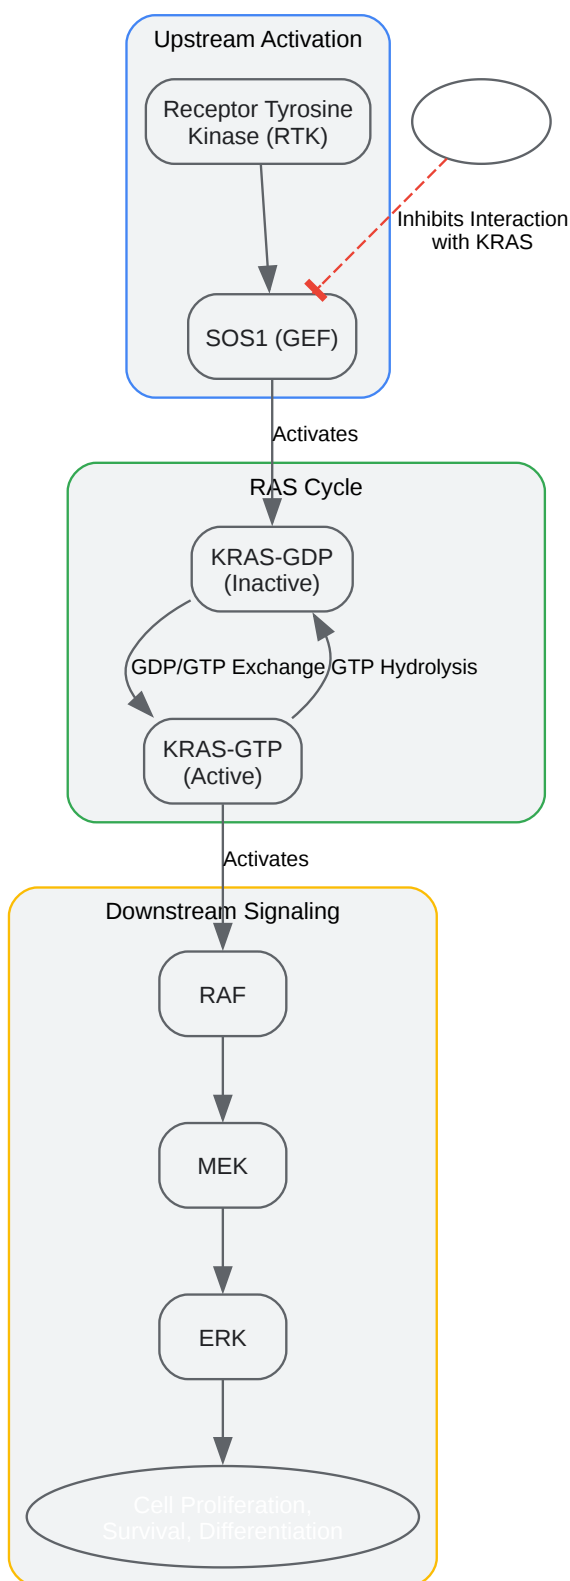 Upstream Activation
Receptor Tyrosine
Kinase (RTK)
Inhibits Interaction
with KRAS
SOS1 (GEF)
Activates
RAS Cycle
KRAS-GDP
(Inactive)
GDP/GTP Exchange
GTP Hydrolysis
KRAS-GTP
(Active)
Activates
Downstream Signaling
RAF
MEK
ERK
Cell Proliferation,
Survival, Differentiation